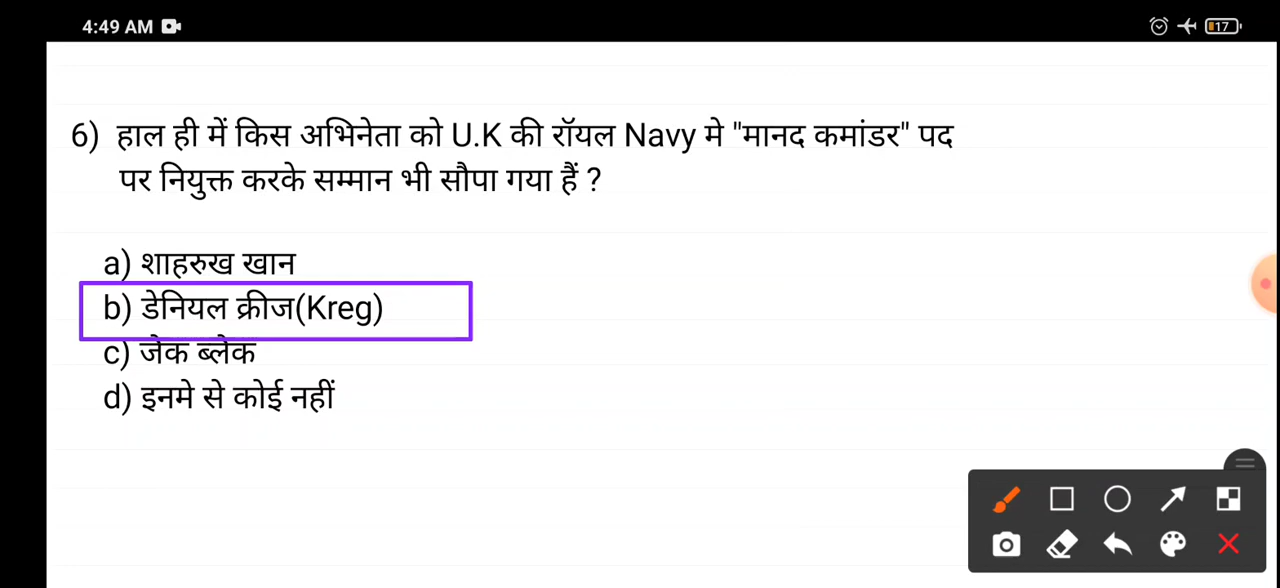 4:49 AM
17
6) हाल ही में किस अभिनेता को U.K की रॉयल Navy मे "मानद कमांडर" पद
पर नियुक्त करके सम्मान भी सौपा गया हैं ?
a) शाहरुख खान
b) डेनियल क्रीज(Kreg)
c) जेक ब्लेक
d) इनमे से कोई नहीं